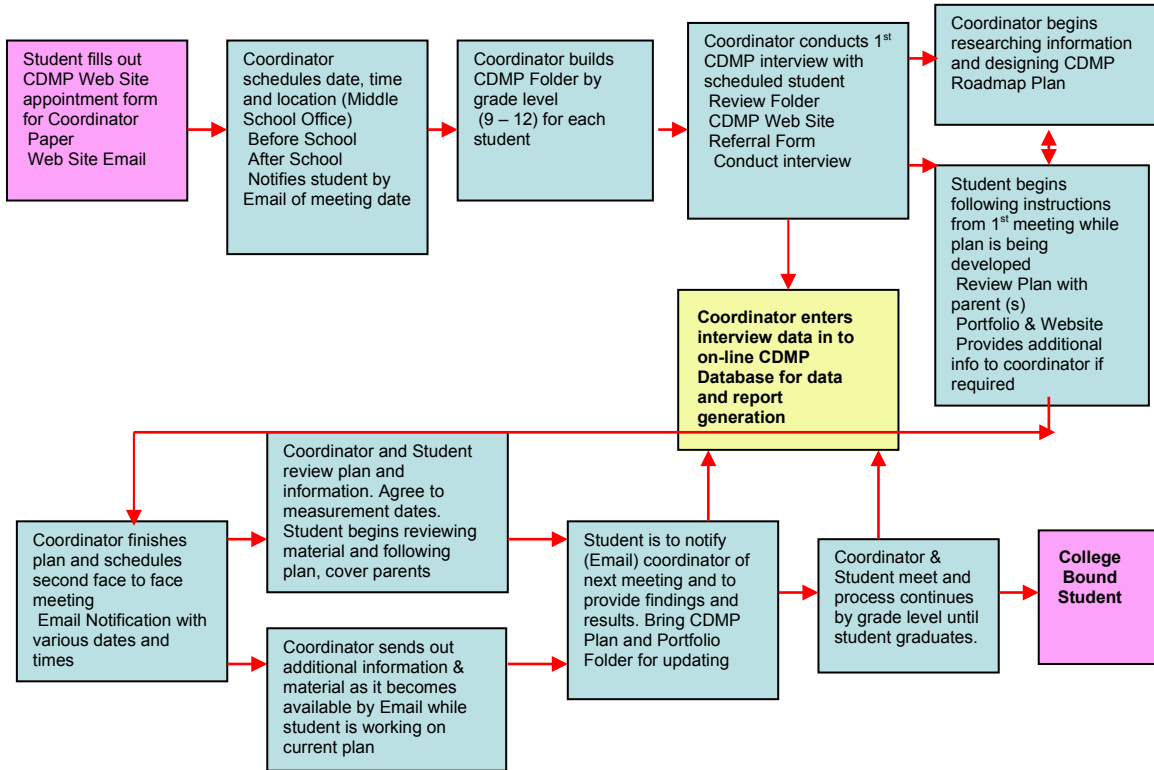 Student fills out
CDMP Web Site
appointment form
for Coordinator
Paper
Web Site Email
Coordinator
schedules date, time
and location (Middle
School Office)
Before School
After School
Notifies student by
Email of meeting date
Coordinator builds
CDMP Folder by
grade level
(9 – 12) for each
student
Coordinator conducts 1st
CDMP interview with
scheduled student
Review Folder
CDMP Web Site
Referral Form
Conduct interview
Coordinator begins
researching information
and designing CDMP
Roadmap Plan
Student begins
following instructions
from 1st meeting while
plan is being
developed
Review Plan with
parent (s)
Portfolio & Website
Provides additional
info to coordinator if
required
Coordinator enters
interview data in to
on-line CDMP
Database for data
and report
generation
Coordinator finishes
plan and schedules
second face to face
meeting
Email Notification with
various dates and
times
Coordinator and Student
review plan and
information. Agree to
measurement dates.
Student begins reviewing
material and following
plan, cover parents
Coordinator sends out
additional information &
material as it becomes
available by Email while
student is working on
current plan
Student is to notify
(Email) coordinator of
next meeting and to
provide findings and
results. Bring CDMP
Plan and Portfolio
Folder for updating
Coordinator &
Student meet and
process continues
by grade level until
student graduates.
College
Bound
Student